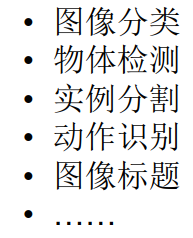 • 图像分类
• 物体检测
• 实例分割
• 动作识别
• 图像标题
• ……